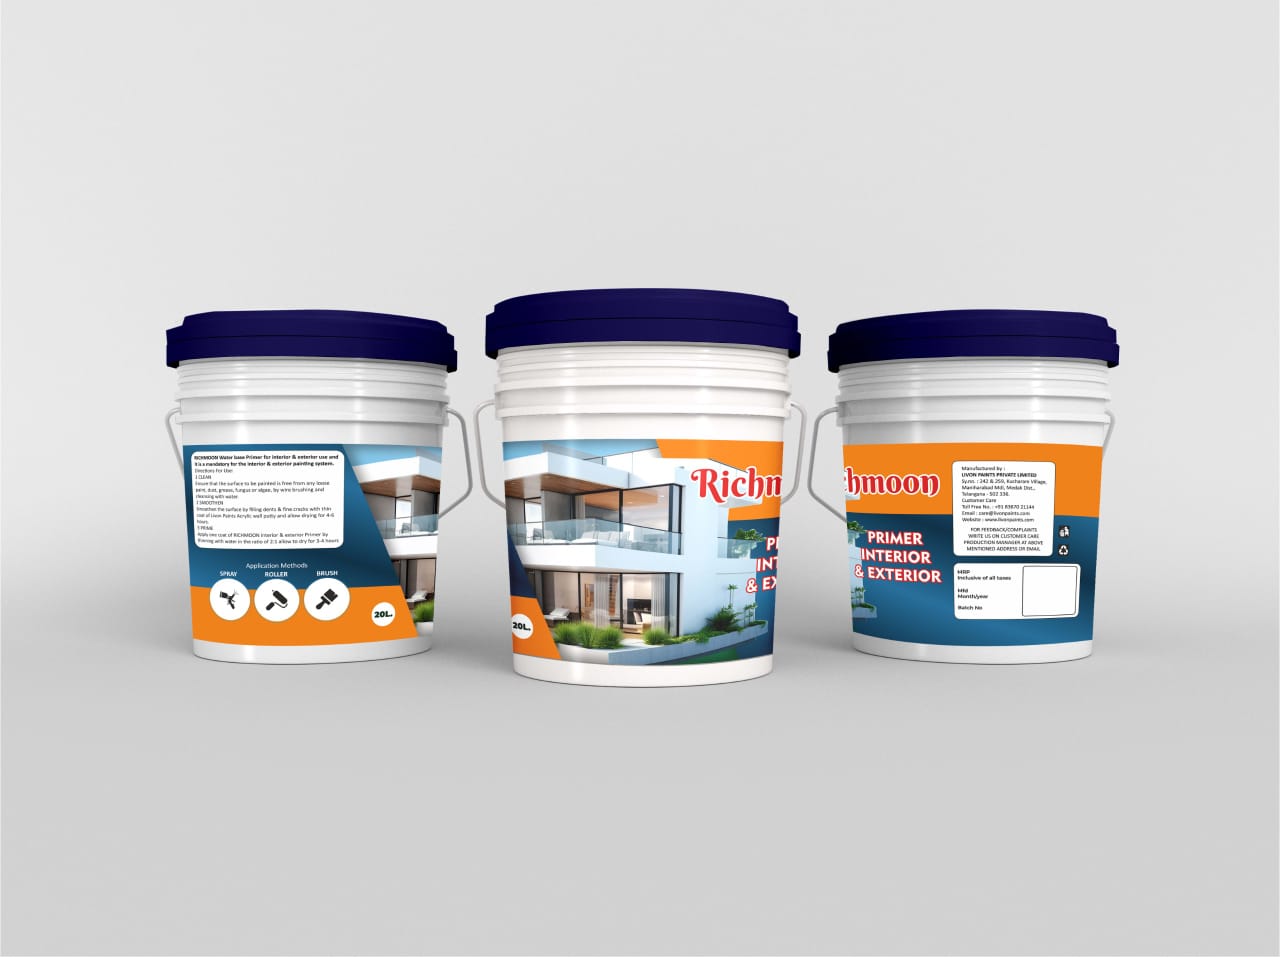 RICHMOON Water base Primer for interior & exterior use and
it is a mandatory for the interior & exterior painting system.
Directions For Use:
1 CLEAN
Ensure that the surface to be painted is free from any loose
paint, dust, grease, fungus or algae, by wire brushing and
cleansing with water.
2 SMOOTHEN
Smoothen the surface by filling dents & fine cracks with thin
coat of Livon Paints Acrylic wall putty and allow drying for 4-6
hours.
3 PRIME
Apply one coat of RICHMOON interior & exterior Primer by
thinning with water in the ratio of 2:1 allow to dry for 3-4 hours
Application Methods
SPRAY ROLLER BRUSH
20L.
Richm
PI
INT
& EX
20L.
hmoon
PRIMER
INTERIOR
& EXTERIOR
Manufactured by :
LIVON PAINTS PRIVATE LIMITED
Sy.no. : 242 & 259, Kucharam Village,
Manoharabad Mdl, Medak Dist.,
Telangana - 502 336.
Customer Care
Toll Free No. : +91 83670 21144
Email : care@livonpaints.com
Website : www.livonpaints.com
FOR FEEDBACK/COMPLAINTS
WRITE US ON CUSTOMER CARE
PRODUCTION MANAGER AT ABOVE
MENTIONED ADDRESS OR EMAIL
MRP
Inclusive of all taxes
Mfd
Month/year
Batch No